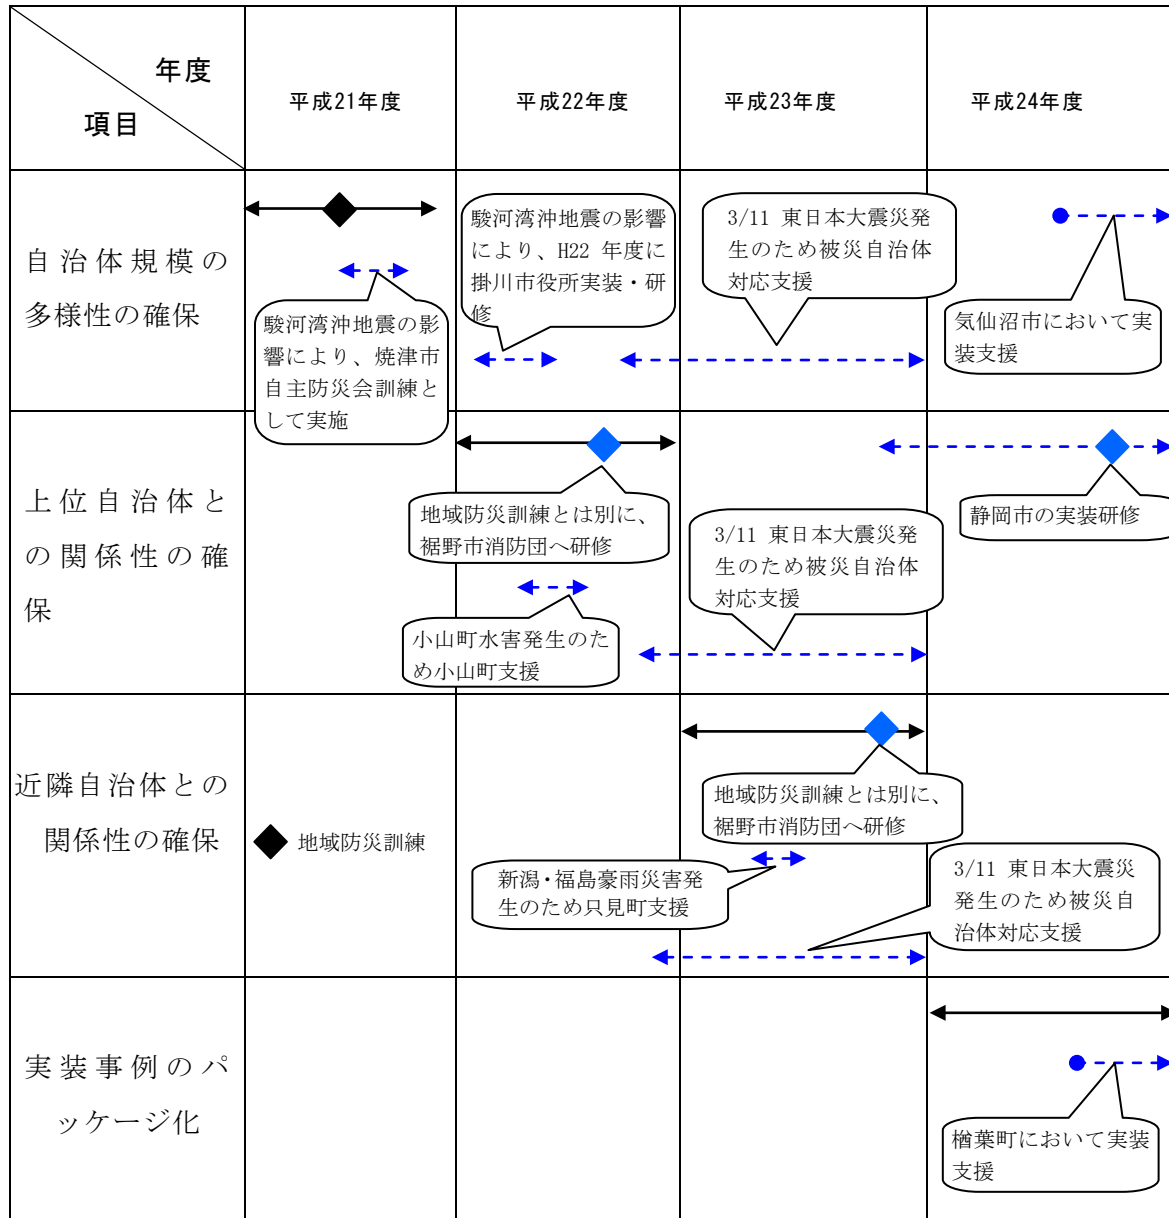 年度
項目
平成21年度
平成22年度
平成23年度
平成24年度
自治体規模の
多様性の確保
駿河湾沖地震の影
響により、焼津市
自主防災会訓練と
して実施
駿河湾沖地震の影響
により、H22 年度に
掛川市役所実装・研
修
3/11 東日本大震災発
生のため被災自治体
対応支援
気仙沼市において実
装支援
上位自治体と
の関係性の確
保
地域防災訓練とは別に、
裾野市消防団へ研修
小山町水害発生のた
め小山町支援
3/11 東日本大震災発
生のため被災自治体
対応支援
静岡市の実装研修
近隣自治体との
関係性の確保
地域防災訓練
地域防災訓練とは別に、
裾野市消防団へ研修
新潟・福島豪雨災害発
生のため只見町支援
3/11 東日本大震災
発生のため被災自
治体対応支援
実装事例のパ
ッケージ化
楢葉町において実装
支援